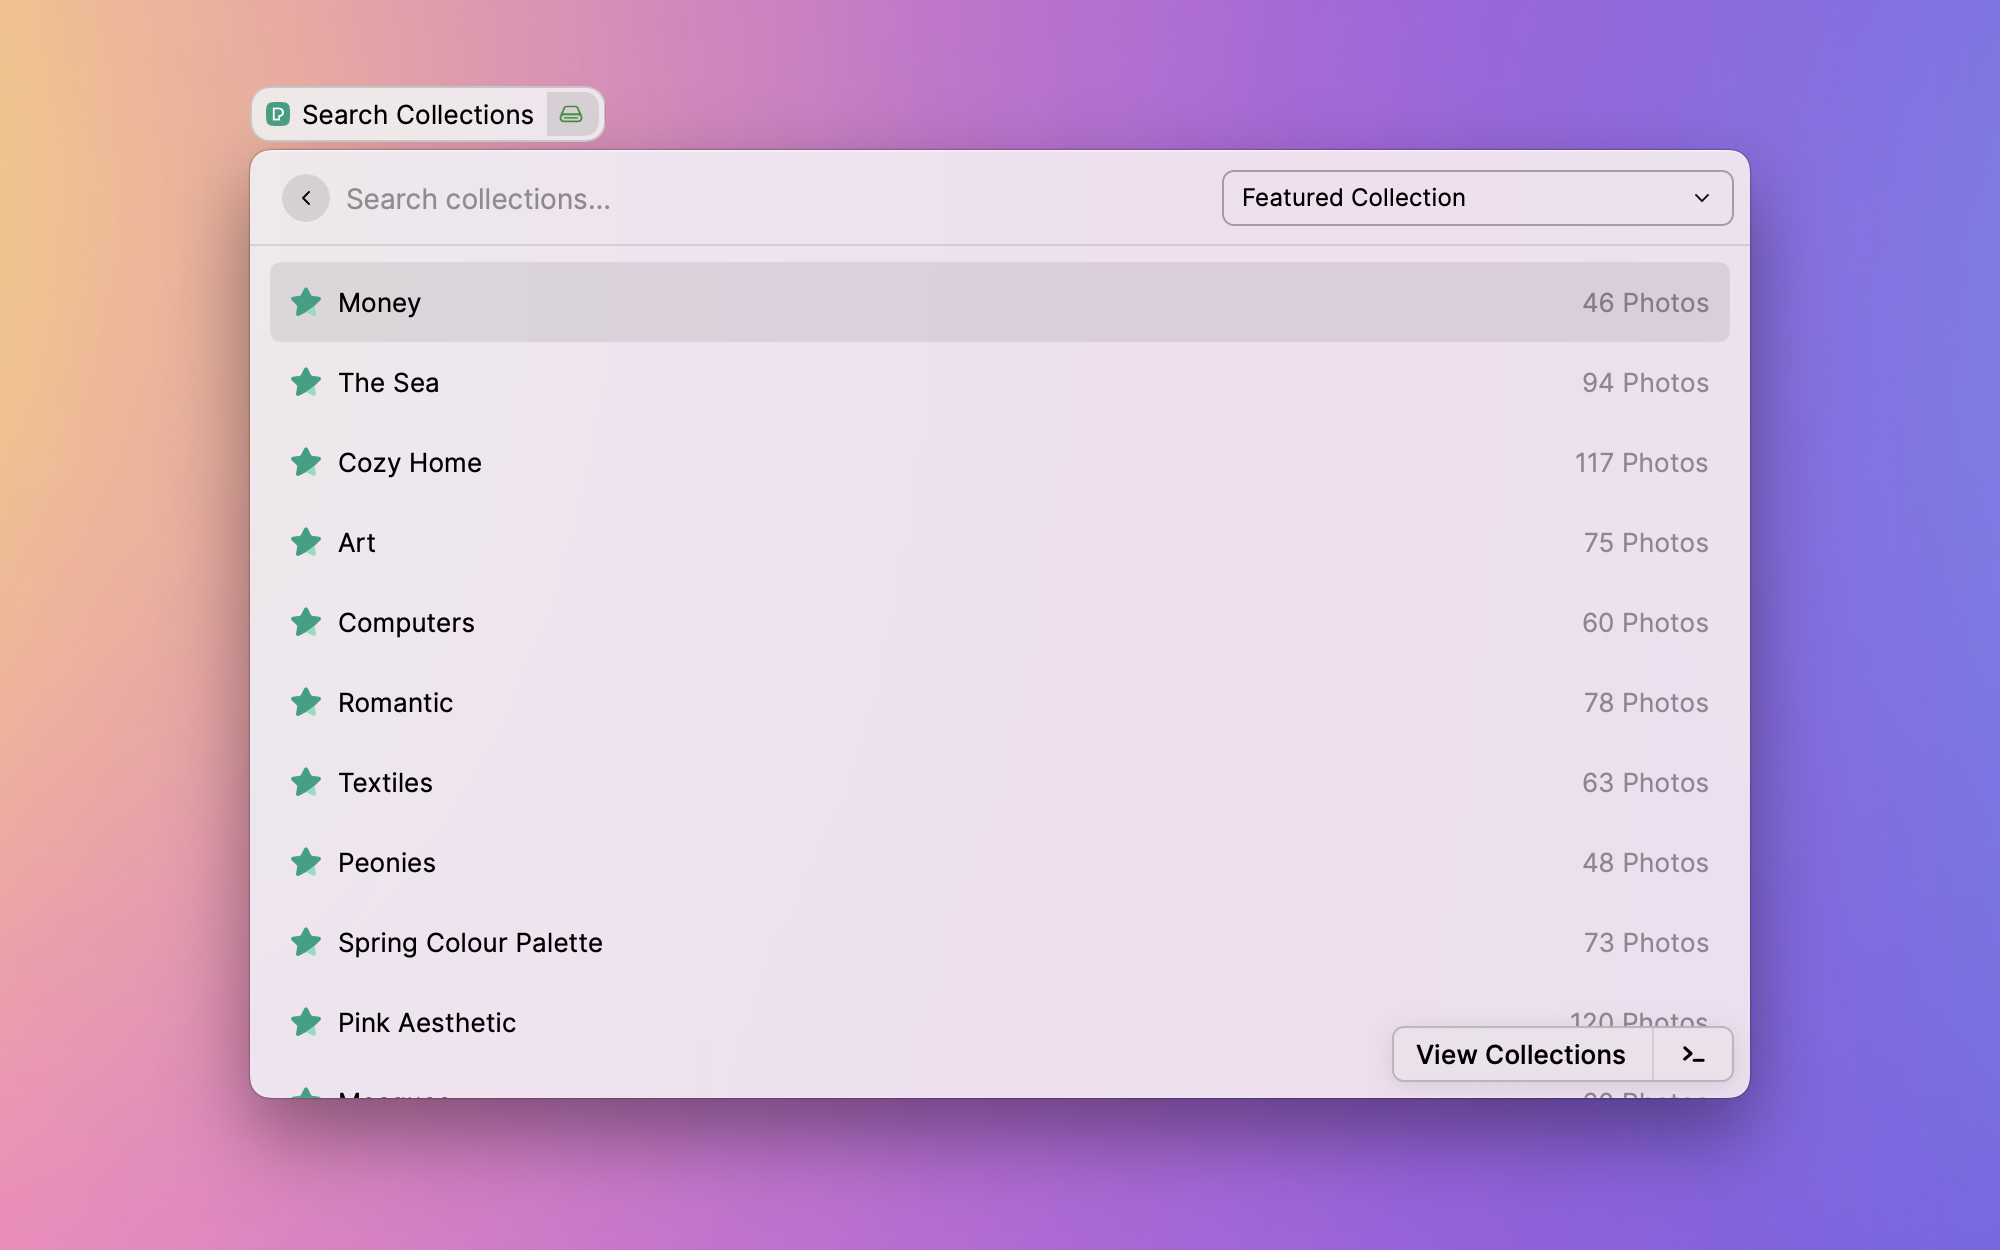 Search Collections
Search collections...
Featured Collection
Money
46 Photos
The Sea
94 Photos
Cozy Home
117 Photos
Art
75 Photos
Computers
60 Photos
Romantic
78 Photos
Textiles
63 Photos
Peonies
48 Photos
Spring Colour Palette
73 Photos
Pink Aesthetic
120 Photos
View Collections
Photos